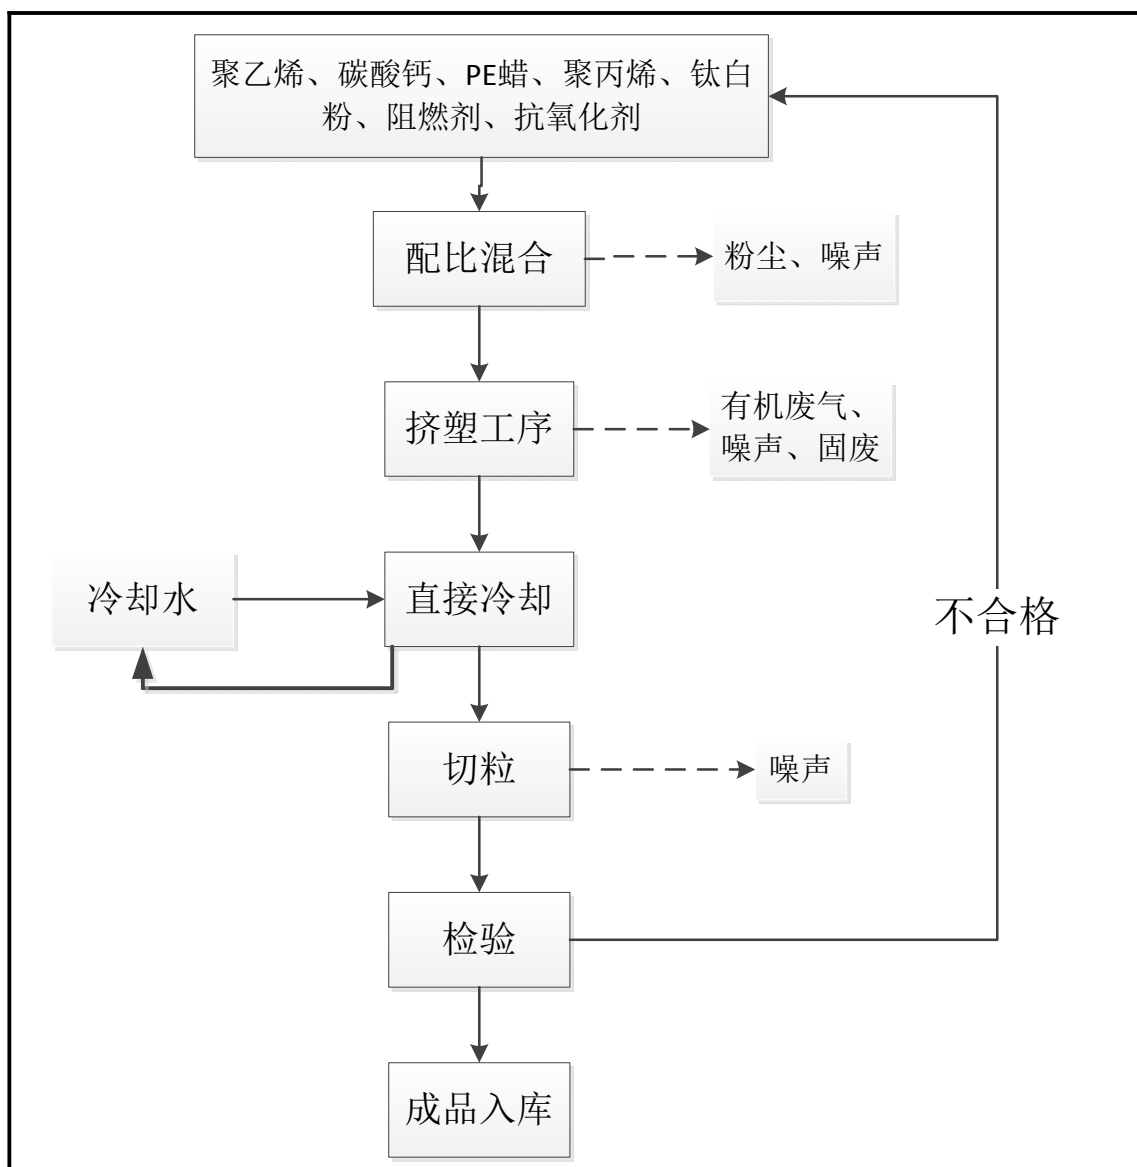 聚乙烯、碳酸钙、PE蜡、聚丙烯、钛白
粉、阻燃剂、抗氧化剂
配比混合
粉尘、噪声
挤塑工序
有机废气、
噪声、固废
冷却水
直接冷却
不合格
切粒
噪声
检验
成品入库